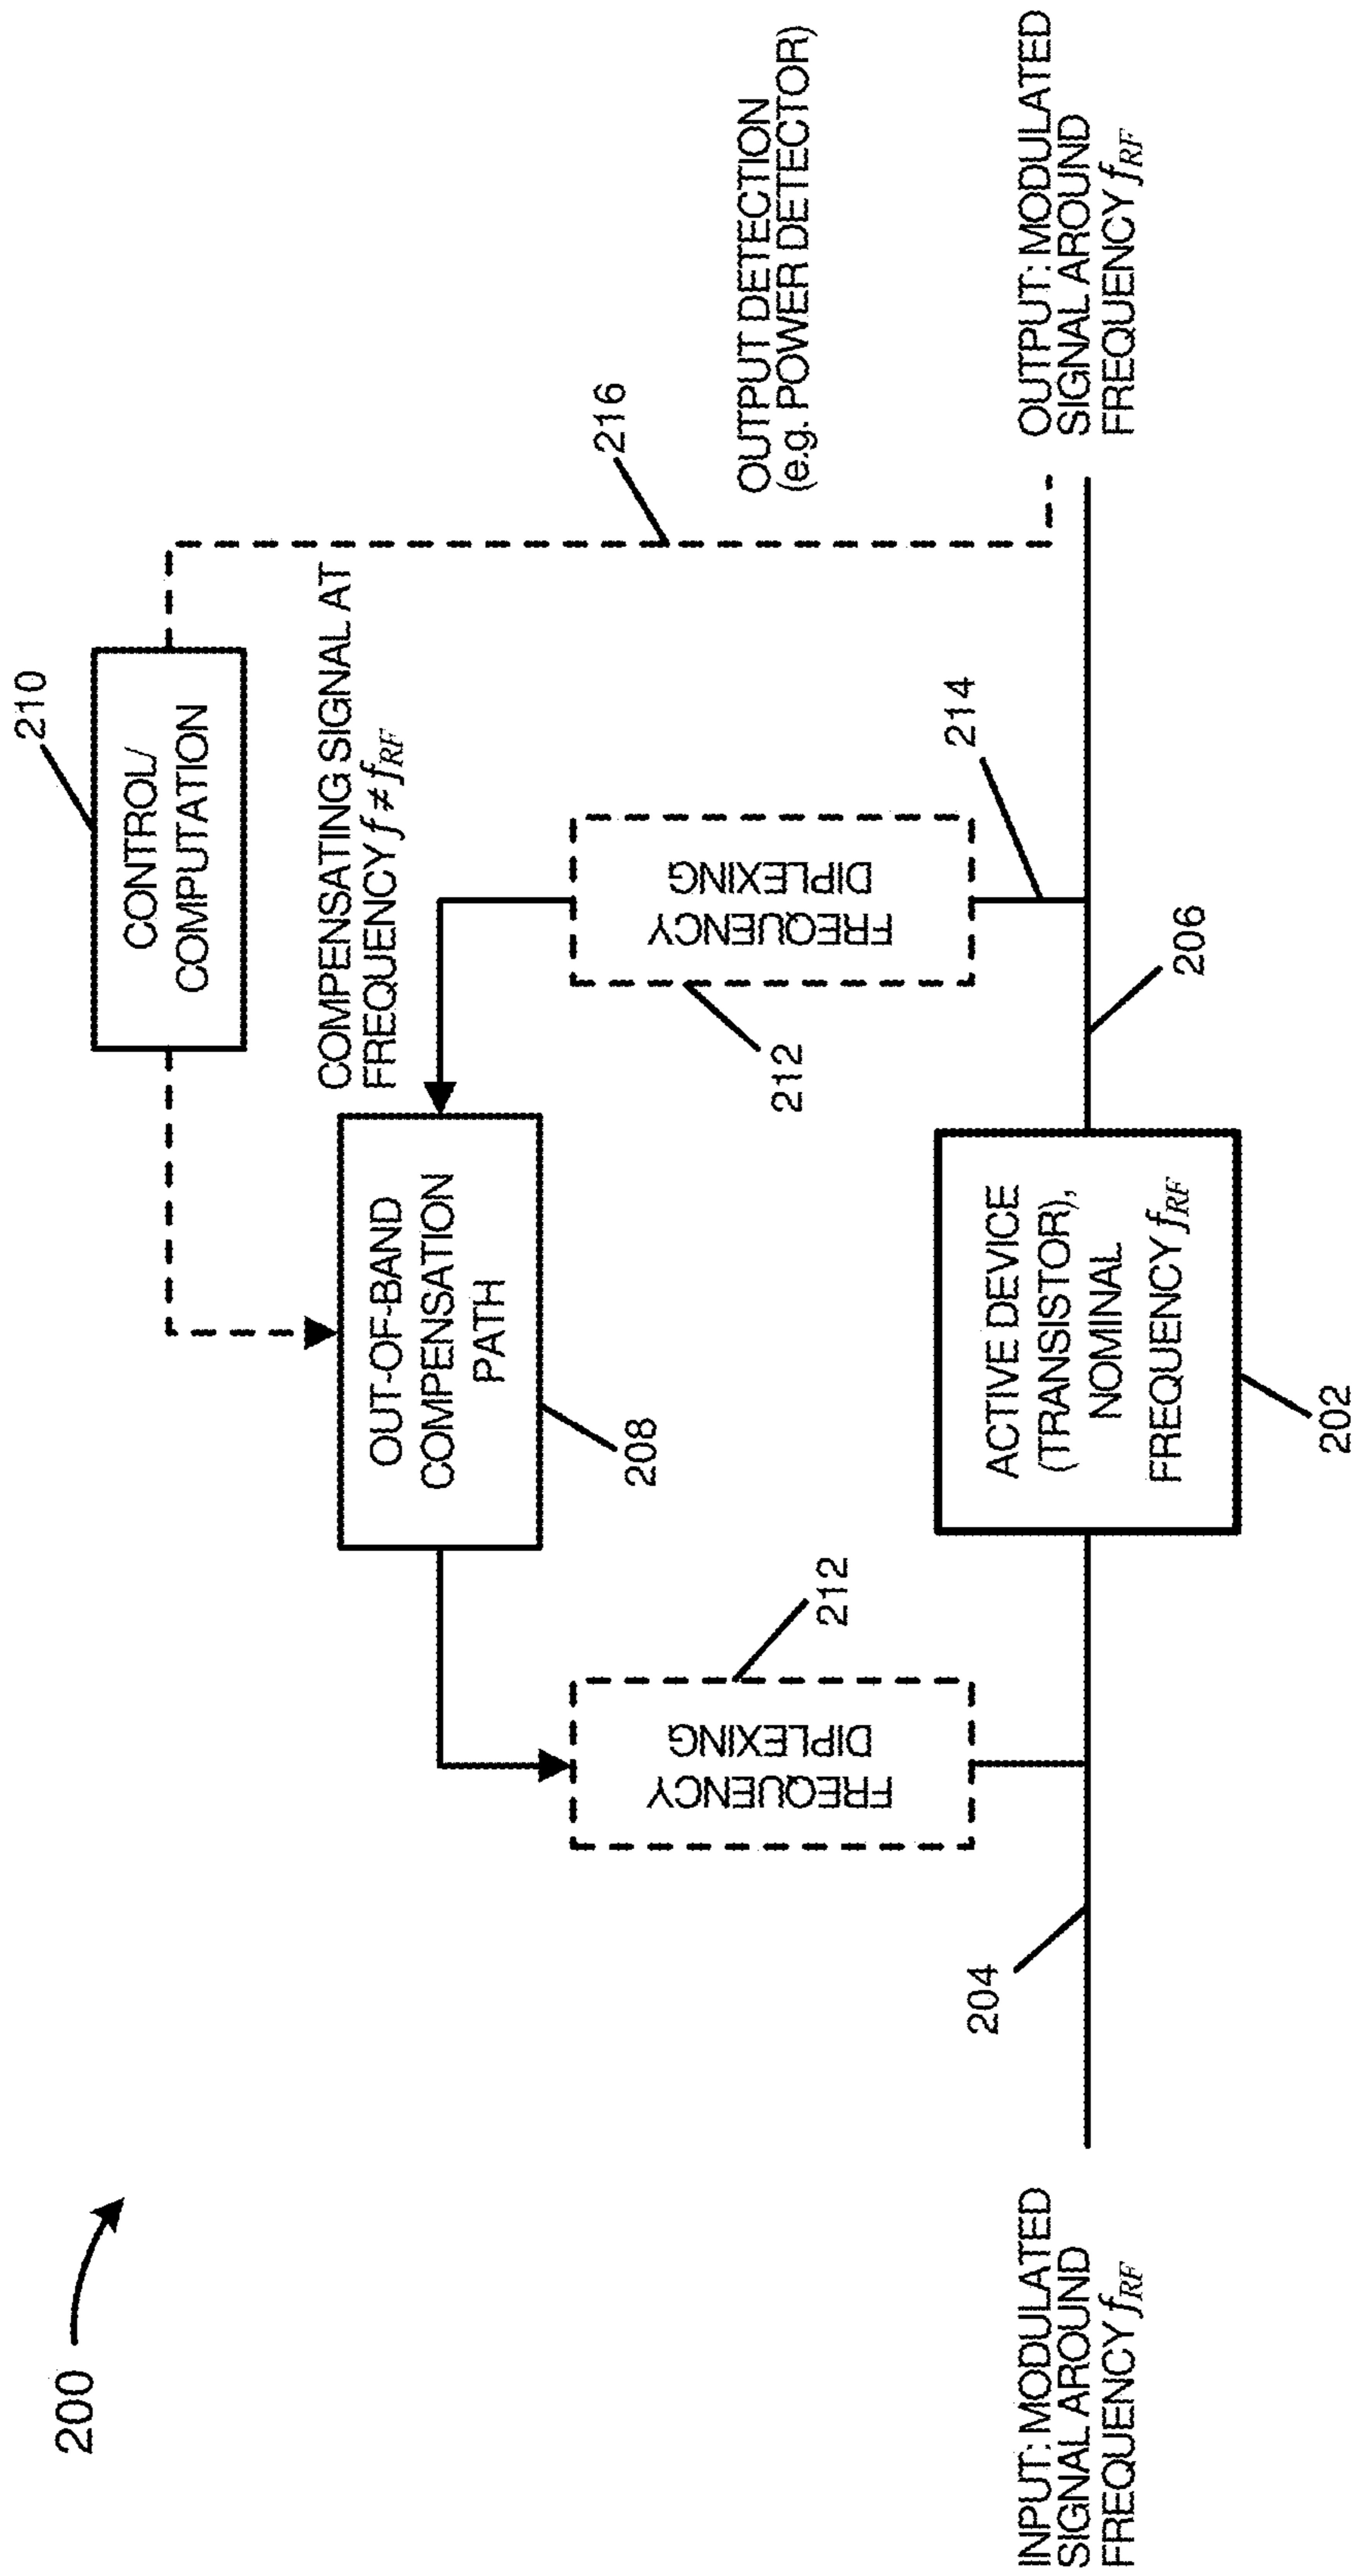 200
210
CONTROL/
COMPUTATION
COMPENSATING SIGNAL AT
FREQUENCY f ≠ fRF
216
OUTPUT DETECTION
(e.g. POWER DETECTOR)
OUT-OF-BAND
COMPENSATION
PATH
208
212
FREQUENCY
DIPLEXING
212
FREQUENCY
DIPLEXING
214
204
206
INPUT: MODULATED
SIGNAL AROUND
FREQUENCY fRF
ACTIVE DEVICE
(TRANSISTOR),
NOMINAL
FREQUENCY fRF
202
OUTPUT: MODULATED
SIGNAL AROUND
FREQUENCY fRF